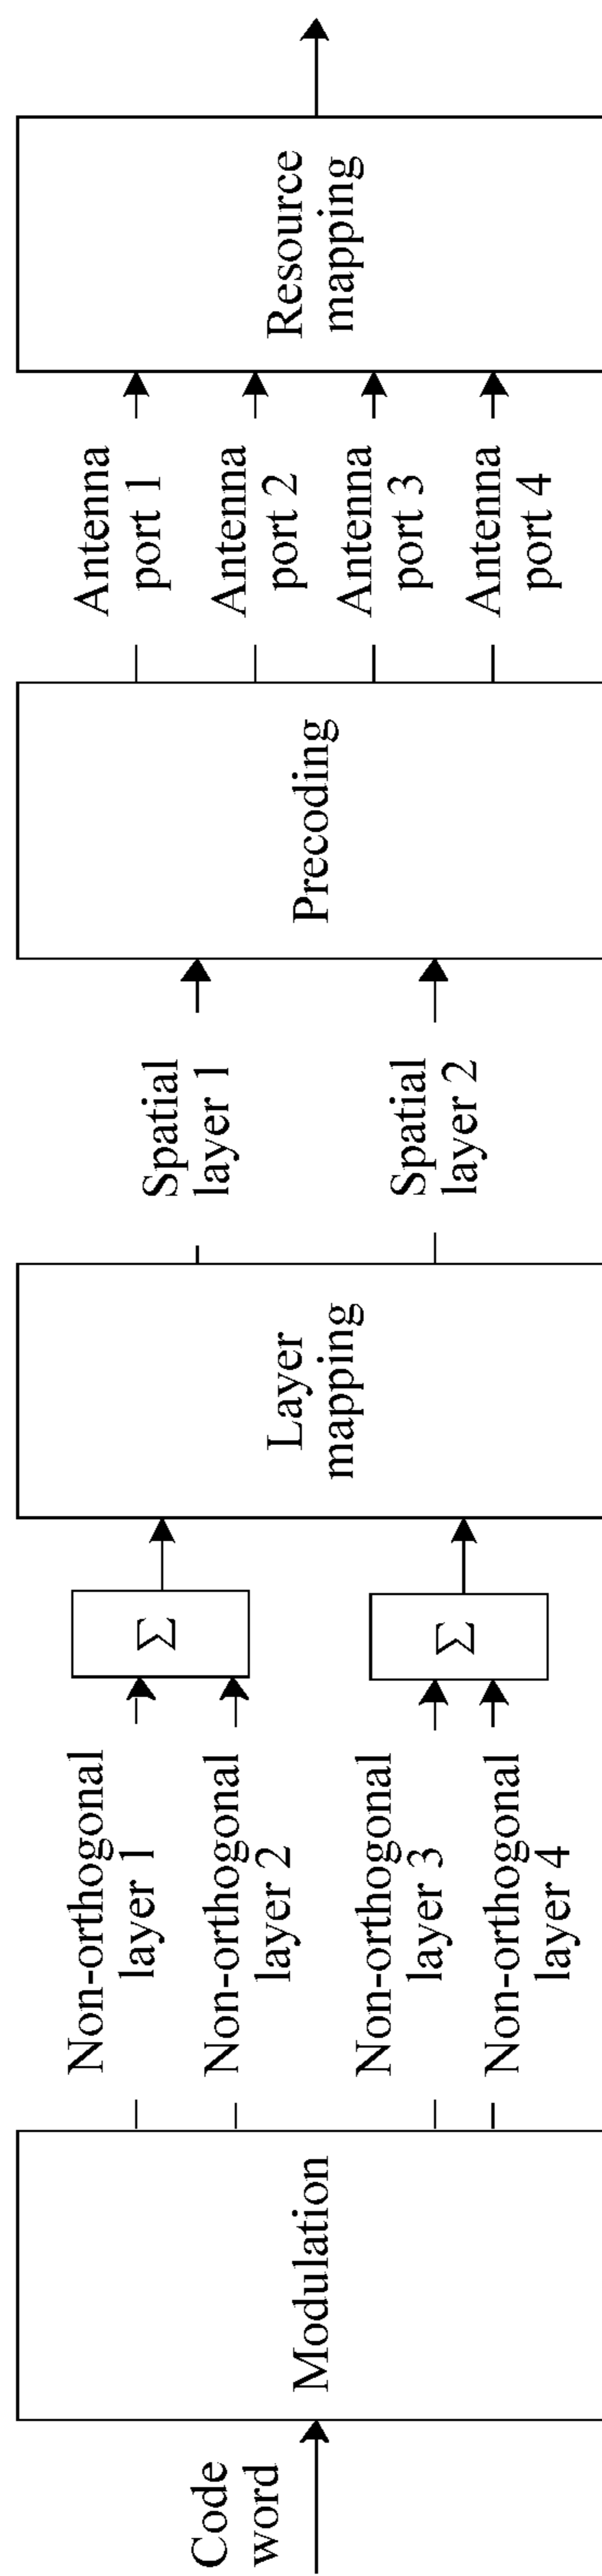 Code
word
Modulation
Non-orthogonal
layer 1
Non-orthogonal
layer 2
Non-orthogonal
layer 3
Non-orthogonal
layer 4
Σ
Σ
Layer
mapping
Spatial
layer 1
Spatial
layer 2
Precoding
Antenna
port 1
Antenna
port 2
Antenna
port 3
Antenna
port 4
Resource
mapping